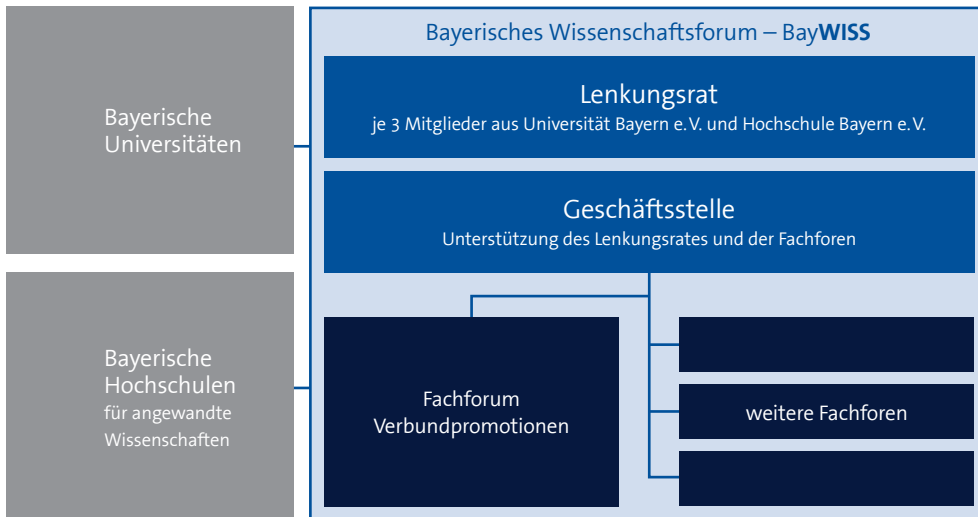 Bayerische
Universitäten
Bayerische
Hochschulen
für angewandte
Wissenschaften
Bayerisches Wissenschaftsforum – BayWISS
Lenkungsrat
je 3 Mitglieder aus Universität Bayern e. V. und Hochschule Bayern e. V.
Geschäftsstelle
Unterstützung des Lenkungsrates und der Fachforen
Fachforum
Verbundpromotionen
weitere Fachforen